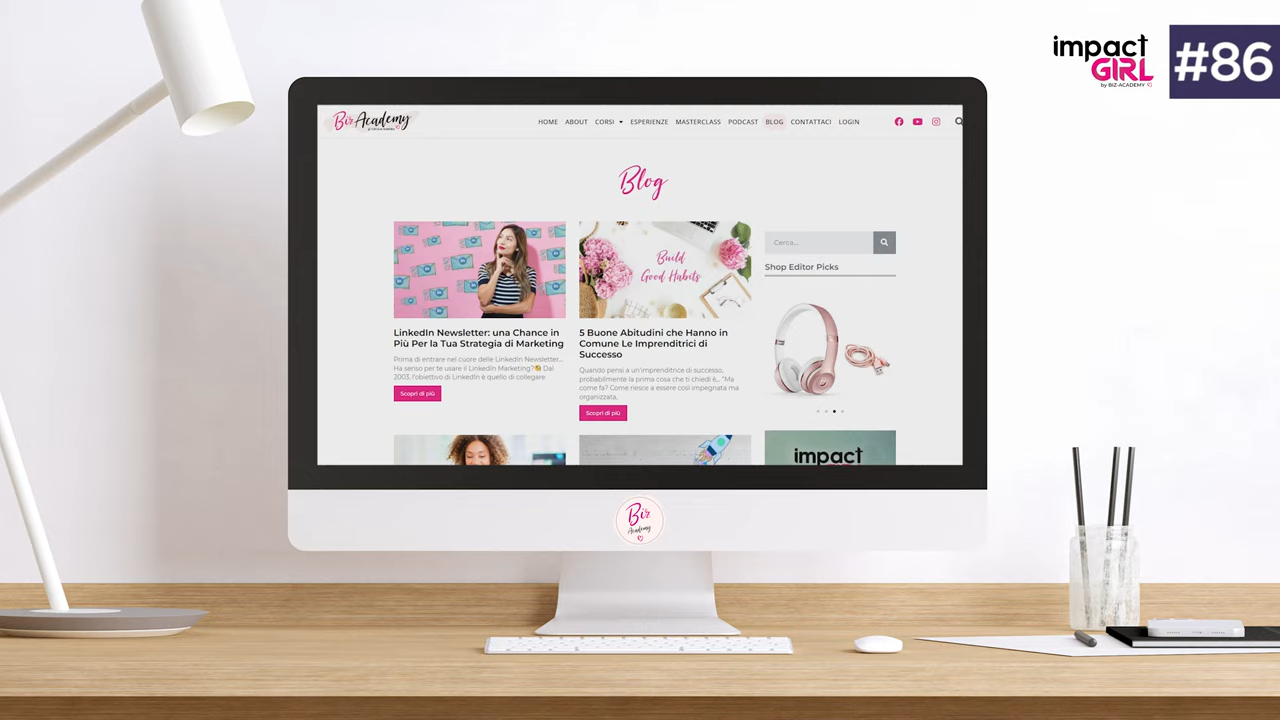 impact
GIRL
by BIZ-ACADEMY
#86
Biz Academy
HOME ABOUT CORSI ESPERIENZE MASTERCLASS PODCAST BLOG CONTATTACI LOGIN
Blog
Build
Good Habits
LinkedIn Newsletter: una Chance in
Più Per la Tua Strategia di Marketing
Prima di entrare nel cuore delle LinkedIn Newsletter...
Ha senso per te usare il LinkedIn Marketing?🤔 Dal
2003, l'obiettivo di LinkedIn è quello di collegare
Scopri di più
5 Buone Abitudini che Hanno in
Comune Le Imprenditrici di
Successo
Quando pensi a un'imprenditrice di successo,
probabilmente la prima cosa che ti chiedi è... "Ma
come fa? Come riesce a essere così impegnata ma
organizzata,
Scopri di più
Cerca...
Shop Editor Picks
impact
Biz
Academy